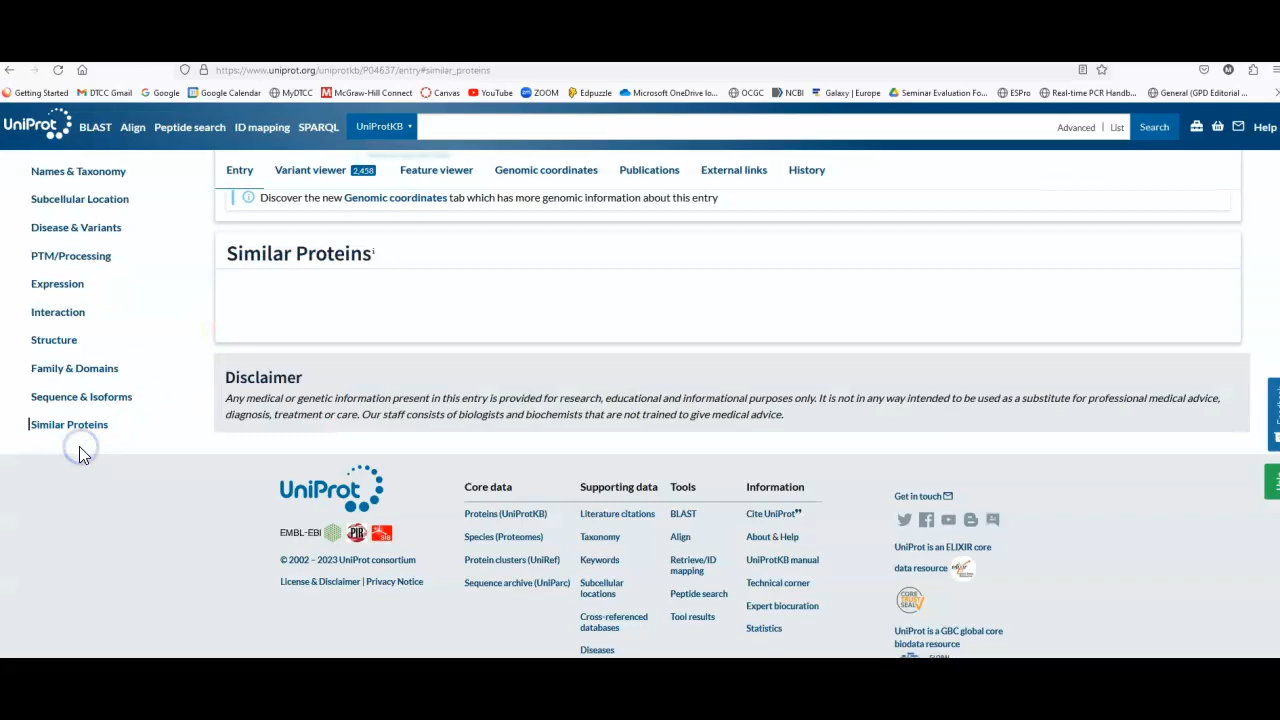 https://www.uniprot.org/uniprotkb/P04637/entry#similar_proteins
Getting Started DTCC Gmail Google Google Calendar MyDTCC McGraw-Hill Connect Canvas YouTube ZOOM Edpuzzle Microsoft OneDrive lo... OCGC NCBI Galaxy | Europe Seminar Evaluation Fo... ESPro Real-time PCR Handb... General (GPD Editorial ...
UniProt BLAST Align Peptide search ID mapping SPARQL UniProtKB Advanced | List Search Help
Names & Taxonomy
Subcellular Location
Disease & Variants
PTM/Processing
Expression
Interaction
Structure
Family & Domains
Sequence & Isoforms
Similar Proteins
Entry Variant viewer 2,458 Feature viewer Genomic coordinates Publications External links History
Discover the new Genomic coordinates tab which has more genomic information about this entry
Similar Proteins
Disclaimer
Any medical or genetic information present in this entry is provided for research, educational and informational purposes only. It is not in any way intended to be used as a substitute for professional medical advice,
diagnosis, treatment or care. Our staff consists of biologists and biochemists that are not trained to give medical advice.
UniProt
EMBL-EBI PIR SIB
© 2002 – 2023 UniProt consortium
License & Disclaimer | Privacy Notice
Core data
Proteins (UniProtKB)
Species (Proteomes)
Protein clusters (UniRef)
Sequence archive (UniParc)
Supporting data
Literature citations
Taxonomy
Keywords
Subcellular
locations
Cross-referenced
databases
Diseases
Tools
BLAST
Align
Retrieve/ID
mapping
Peptide search
Tool results
Information
Cite UniProt
About & Help
UniProtKB manual
Technical corner
Expert biocuration
Statistics
Get in touch
UniProt is an ELIXIR core
data resource
CORE
TRUST
SEAL
UniProt is a GBC global core
biodata resource